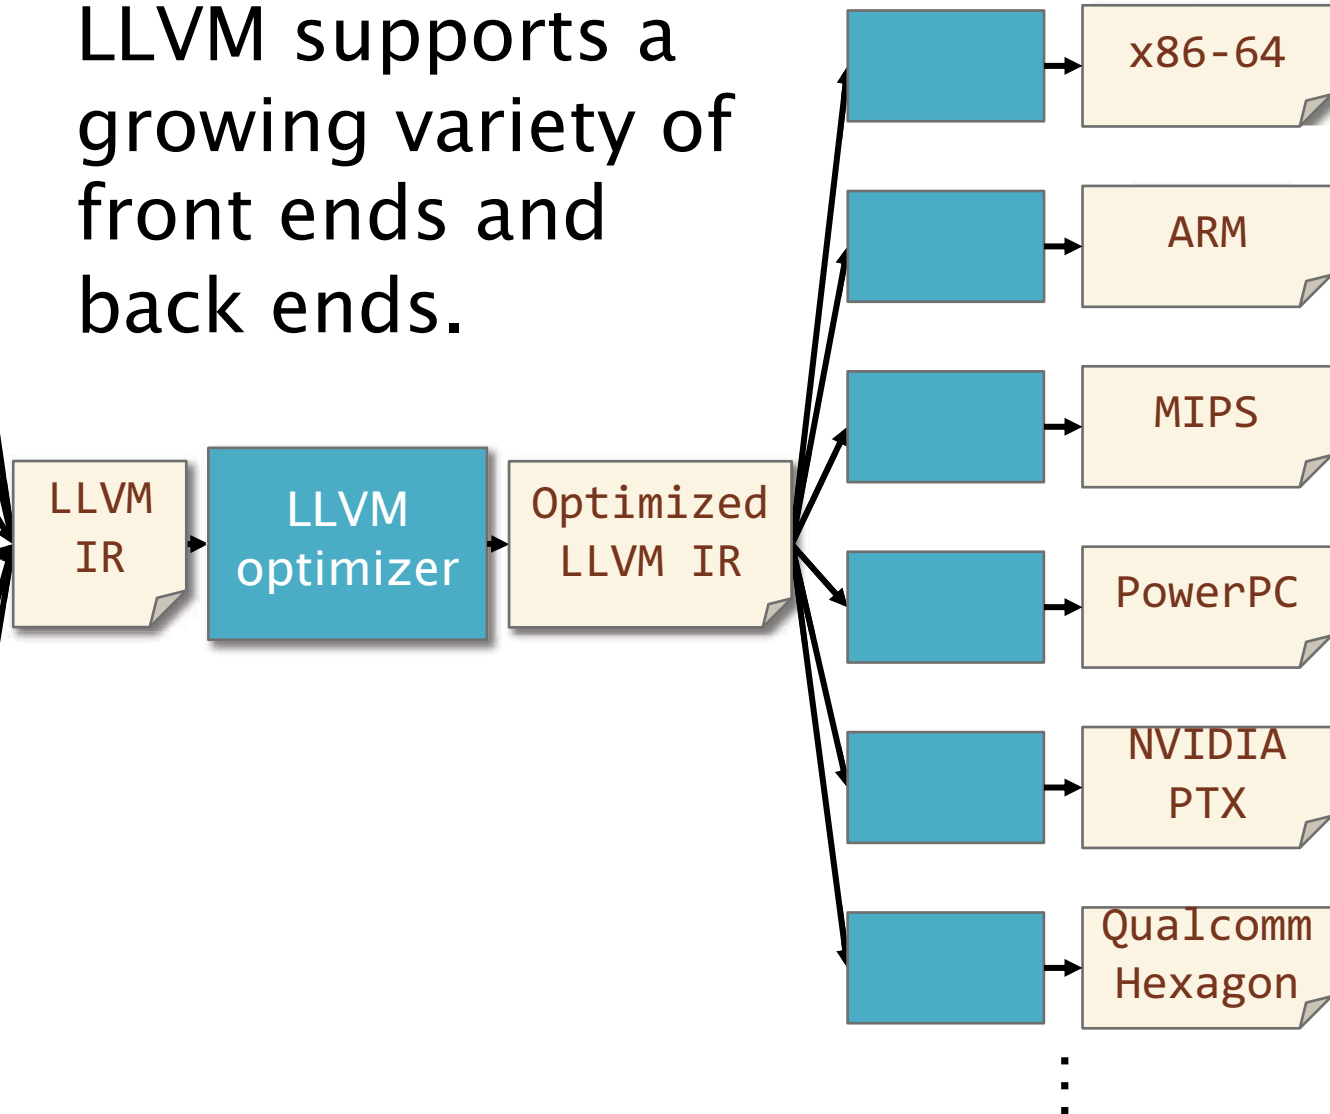 LLVM supports a
growing variety of
front ends and
back ends.
LLVM
IR
LLVM
optimizer
Optimized
LLVM IR
x86-64
ARM
MIPS
PowerPC
NVIDIA
PTX
Qualcomm
Hexagon